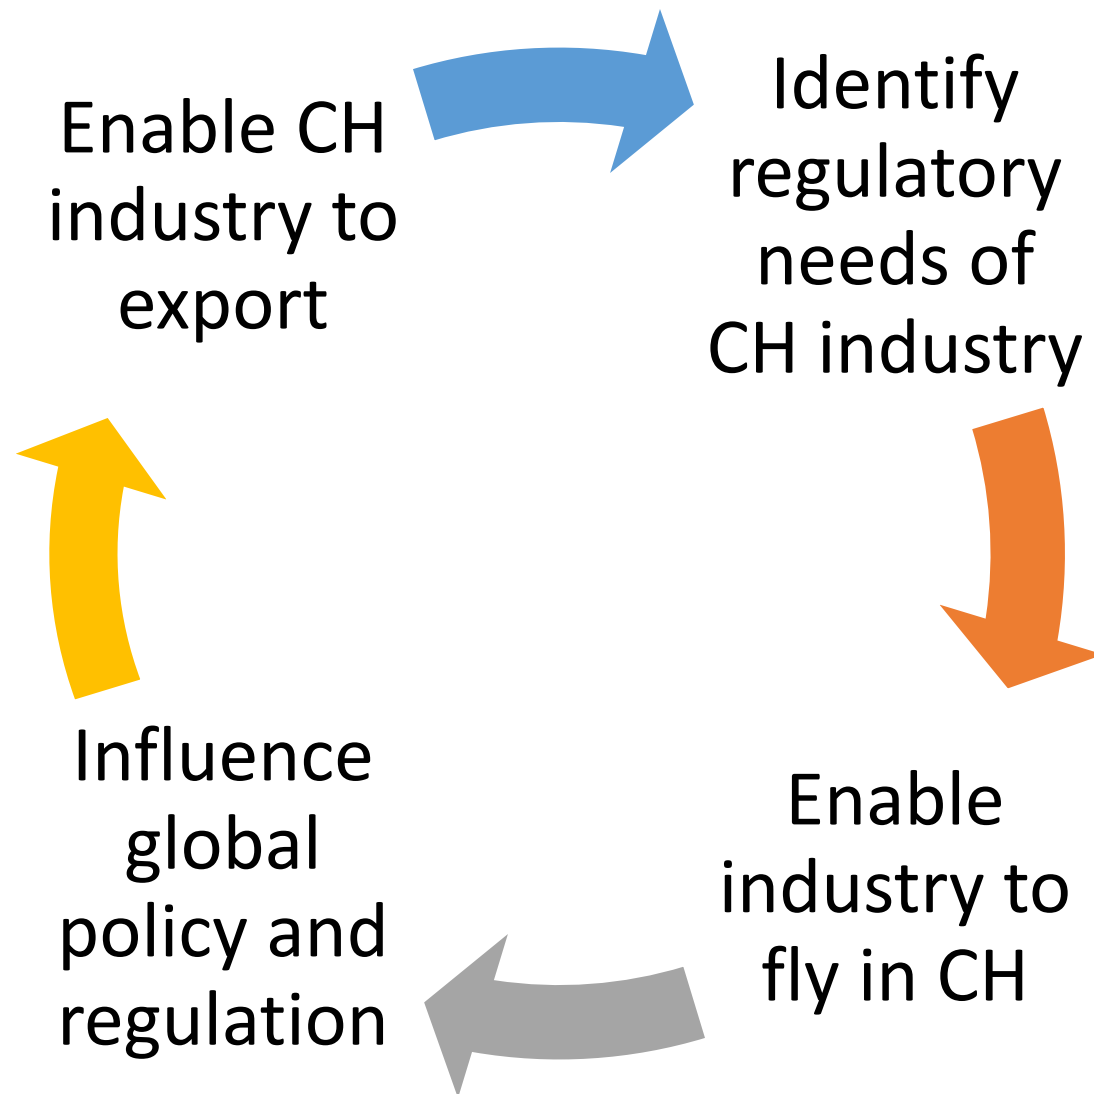 Enable CH
industry to
export
Identify
regulatory
needs of
CH industry
Enable
industry to
fly in CH
Influence
global
policy and
regulation